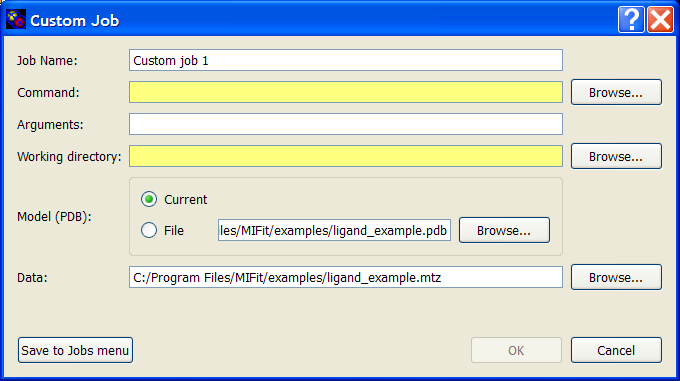 Custom Job
Job Name: Custom job 1
Command: Browse...
Arguments:
Working directory: Browse...
Model (PDB):
Current
File les/MIFit/examples/ligand_example.pdb Browse...
Data: C:/Program Files/MIFit/examples/ligand_example.mtz Browse...
Save to Jobs menu OK Cancel